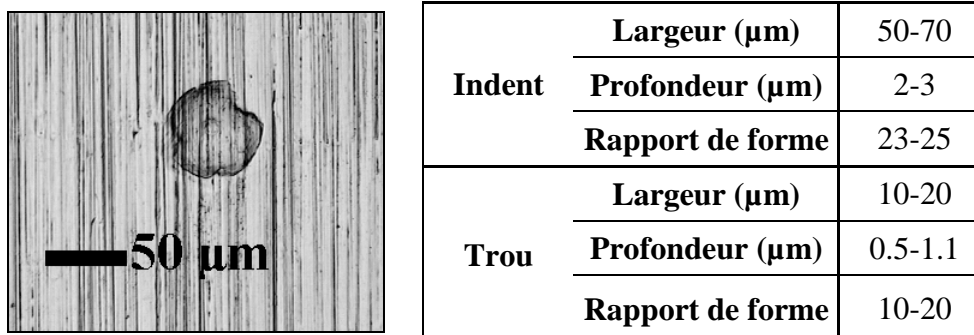 50 µm
Indent
Largeur (µm) 50-70
Profondeur (µm) 2-3
Rapport de forme 23-25
Trou
Largeur (µm) 10-20
Profondeur (µm) 0.5-1.1
Rapport de forme 10-20